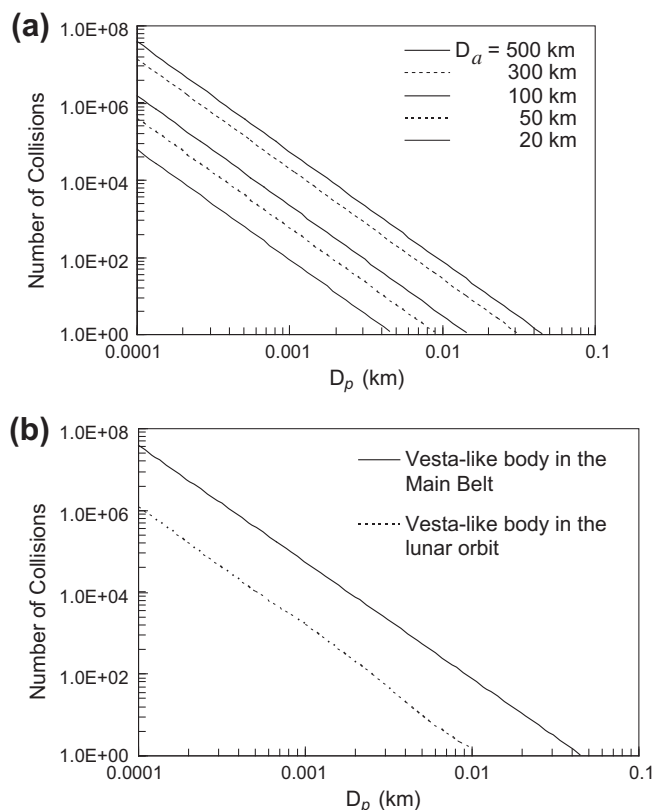 (a)
1.0E+08
1.0E+06
1.0E+04
1.0E+02
1.0E+00
Number of Collisions
D_a = 500 km
300 km
100 km
50 km
20 km
0.0001
0.001
0.01
0.1
D_p (km)
(b)
1.0E+08
1.0E+06
1.0E+04
1.0E+02
1.0E+00
Number of Collisions
Vesta-like body in the
Main Belt
Vesta-like body in the
lunar orbit
0.0001
0.001
0.01
0.1
D_p (km)